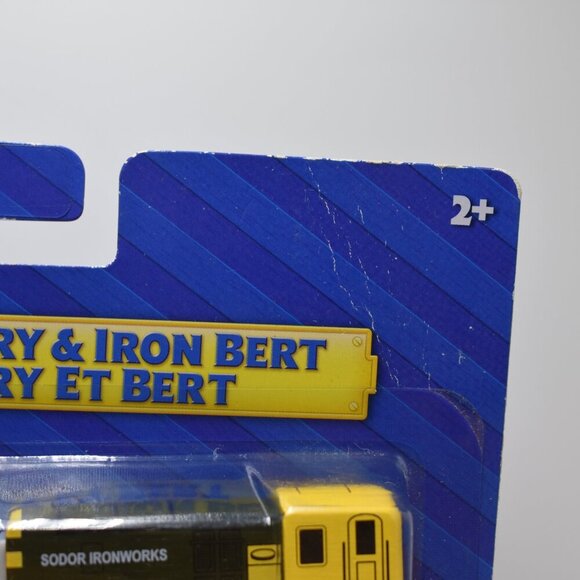 2+
RY & IRON BERT
RY ET BERT
SODOR IRONWORKS